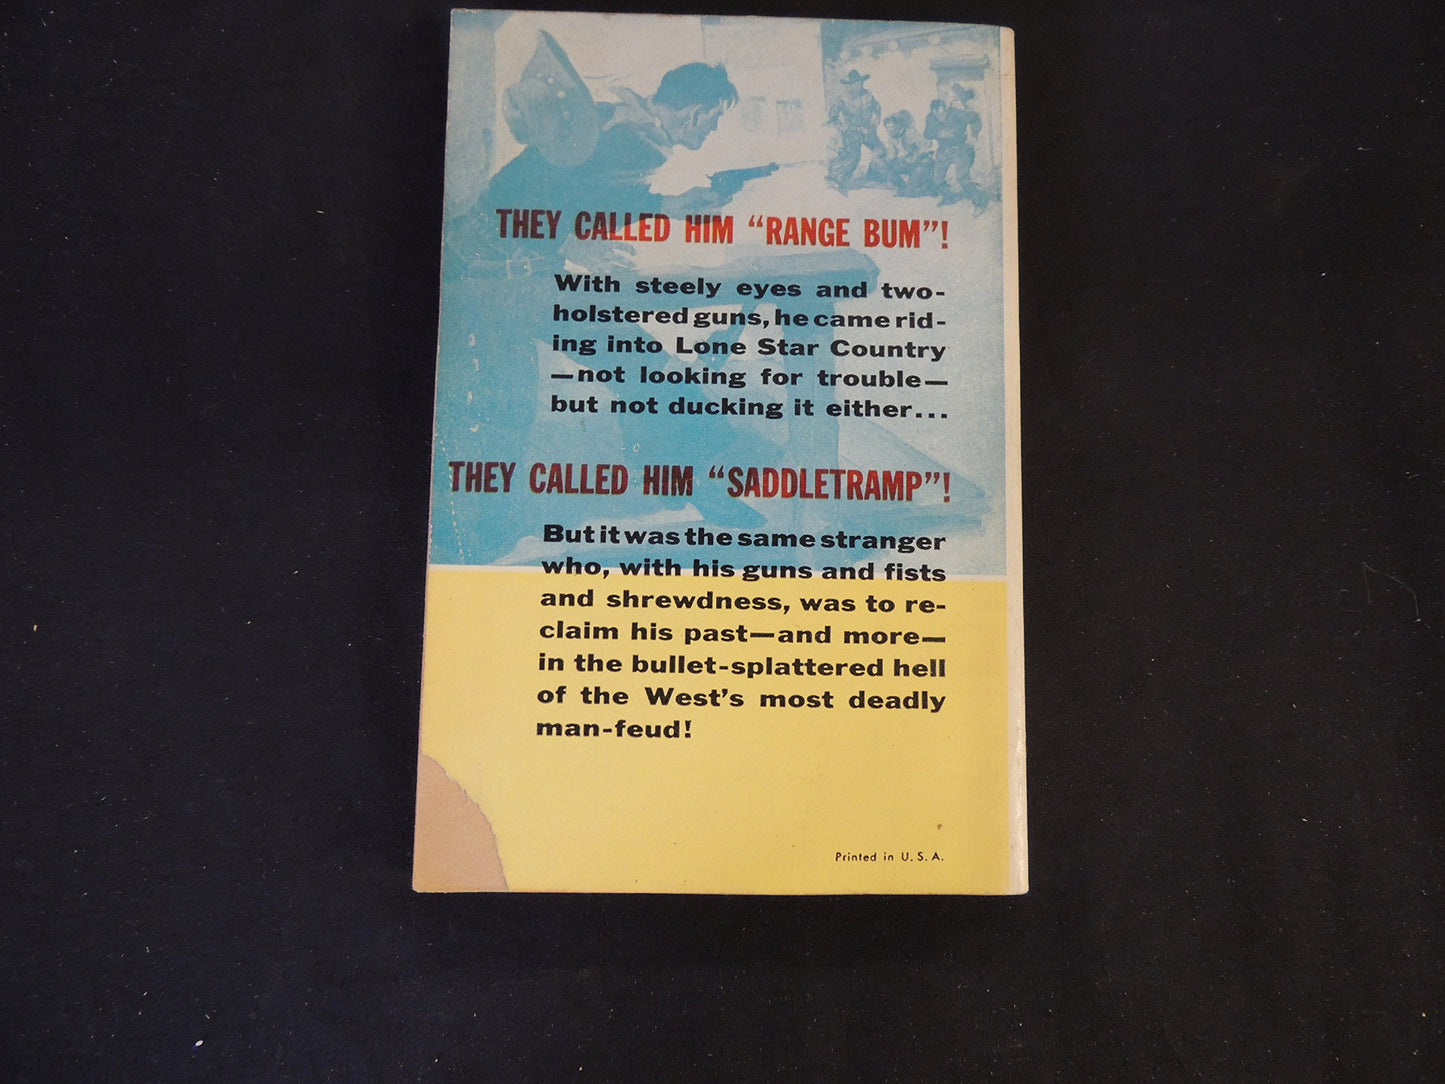 THEY CALLED HIM “RANGE BUM”!
With steely eyes and two-
holstered guns, he came rid-
ing into Lone Star Country
—not looking for trouble—
but not ducking it either...
THEY CALLED HIM “SADDLETRAMP”!
But it was the same stranger
who, with his guns and fists
and shrewdness, was to re-
claim his past—and more—
in the bullet-splattered hell
of the West’s most deadly
man-feud!
Printed in U.S.A.